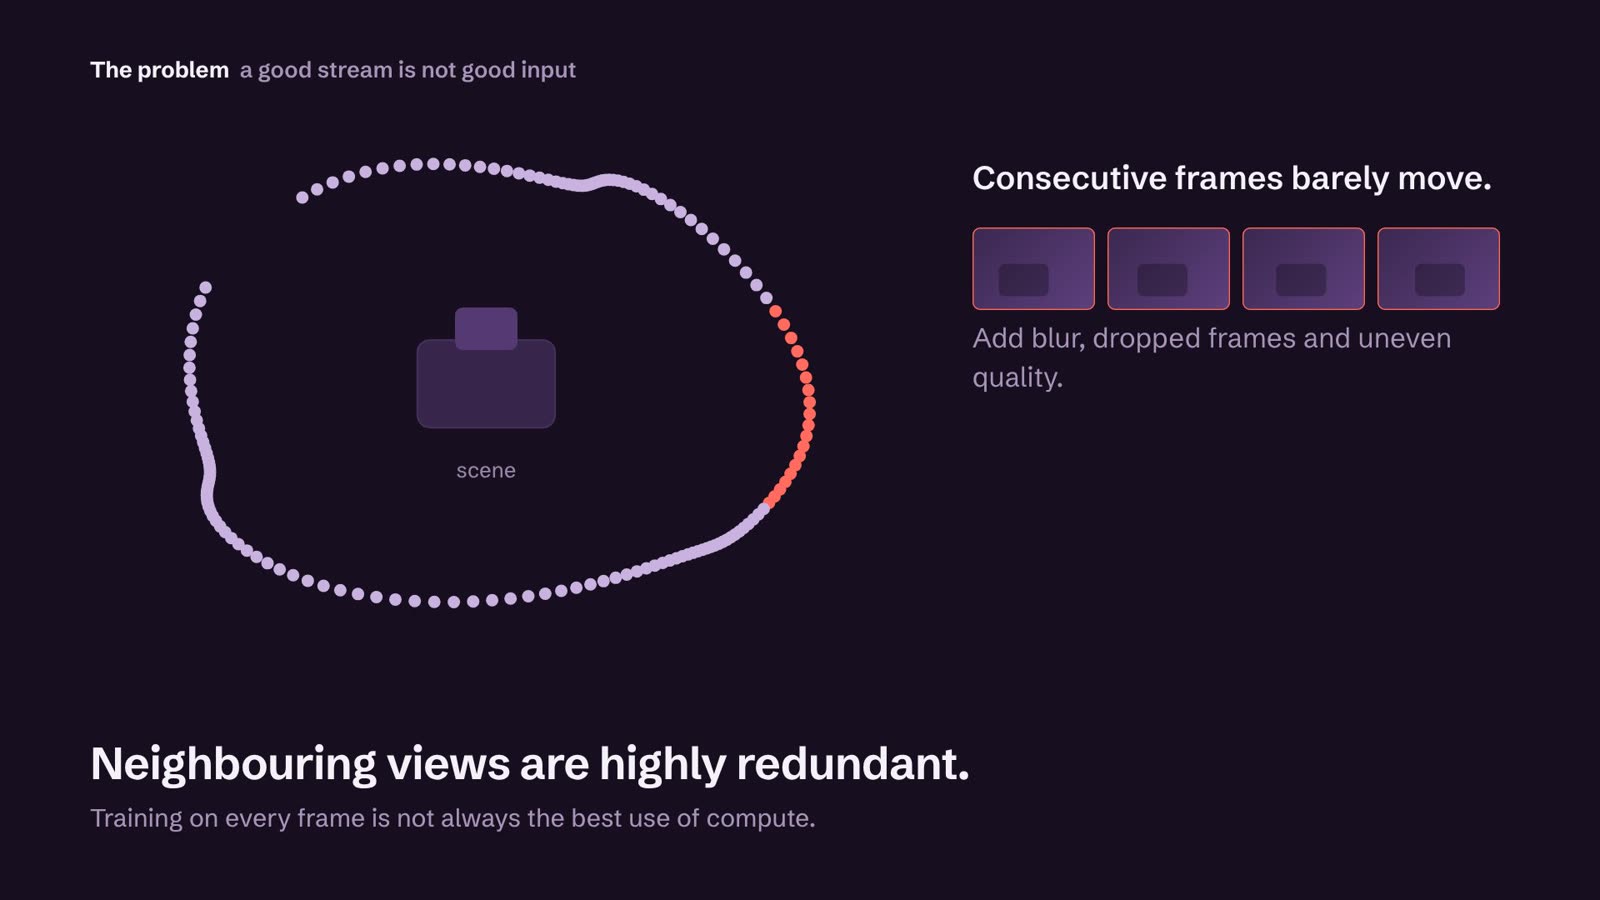 The problem a good stream is not good input
Consecutive frames barely move.
Add blur, dropped frames and uneven
quality.
scene
Neighbouring views are highly redundant.
Training on every frame is not always the best use of compute.